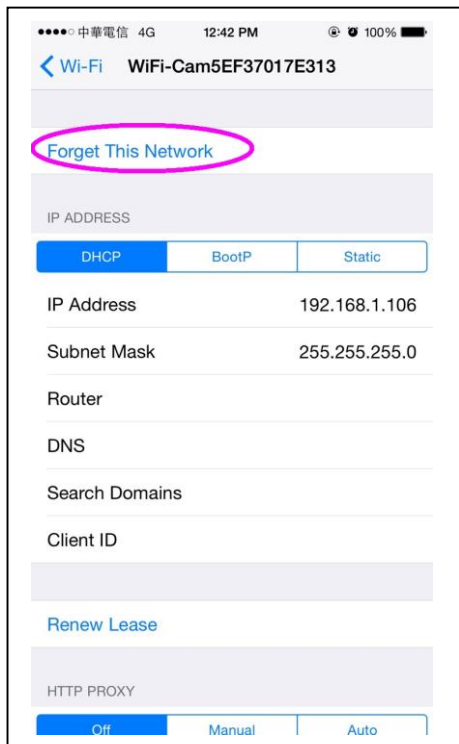 中華電信 4G 12:42 PM 100%
Wi-Fi WiFi-Cam5EF37017E313
Forget This Network
IP ADDRESS
DHCP BootP Static
IP Address 192.168.1.106
Subnet Mask 255.255.255.0
Router
DNS
Search Domains
Client ID
Renew Lease
HTTP PROXY
Off Manual Auto